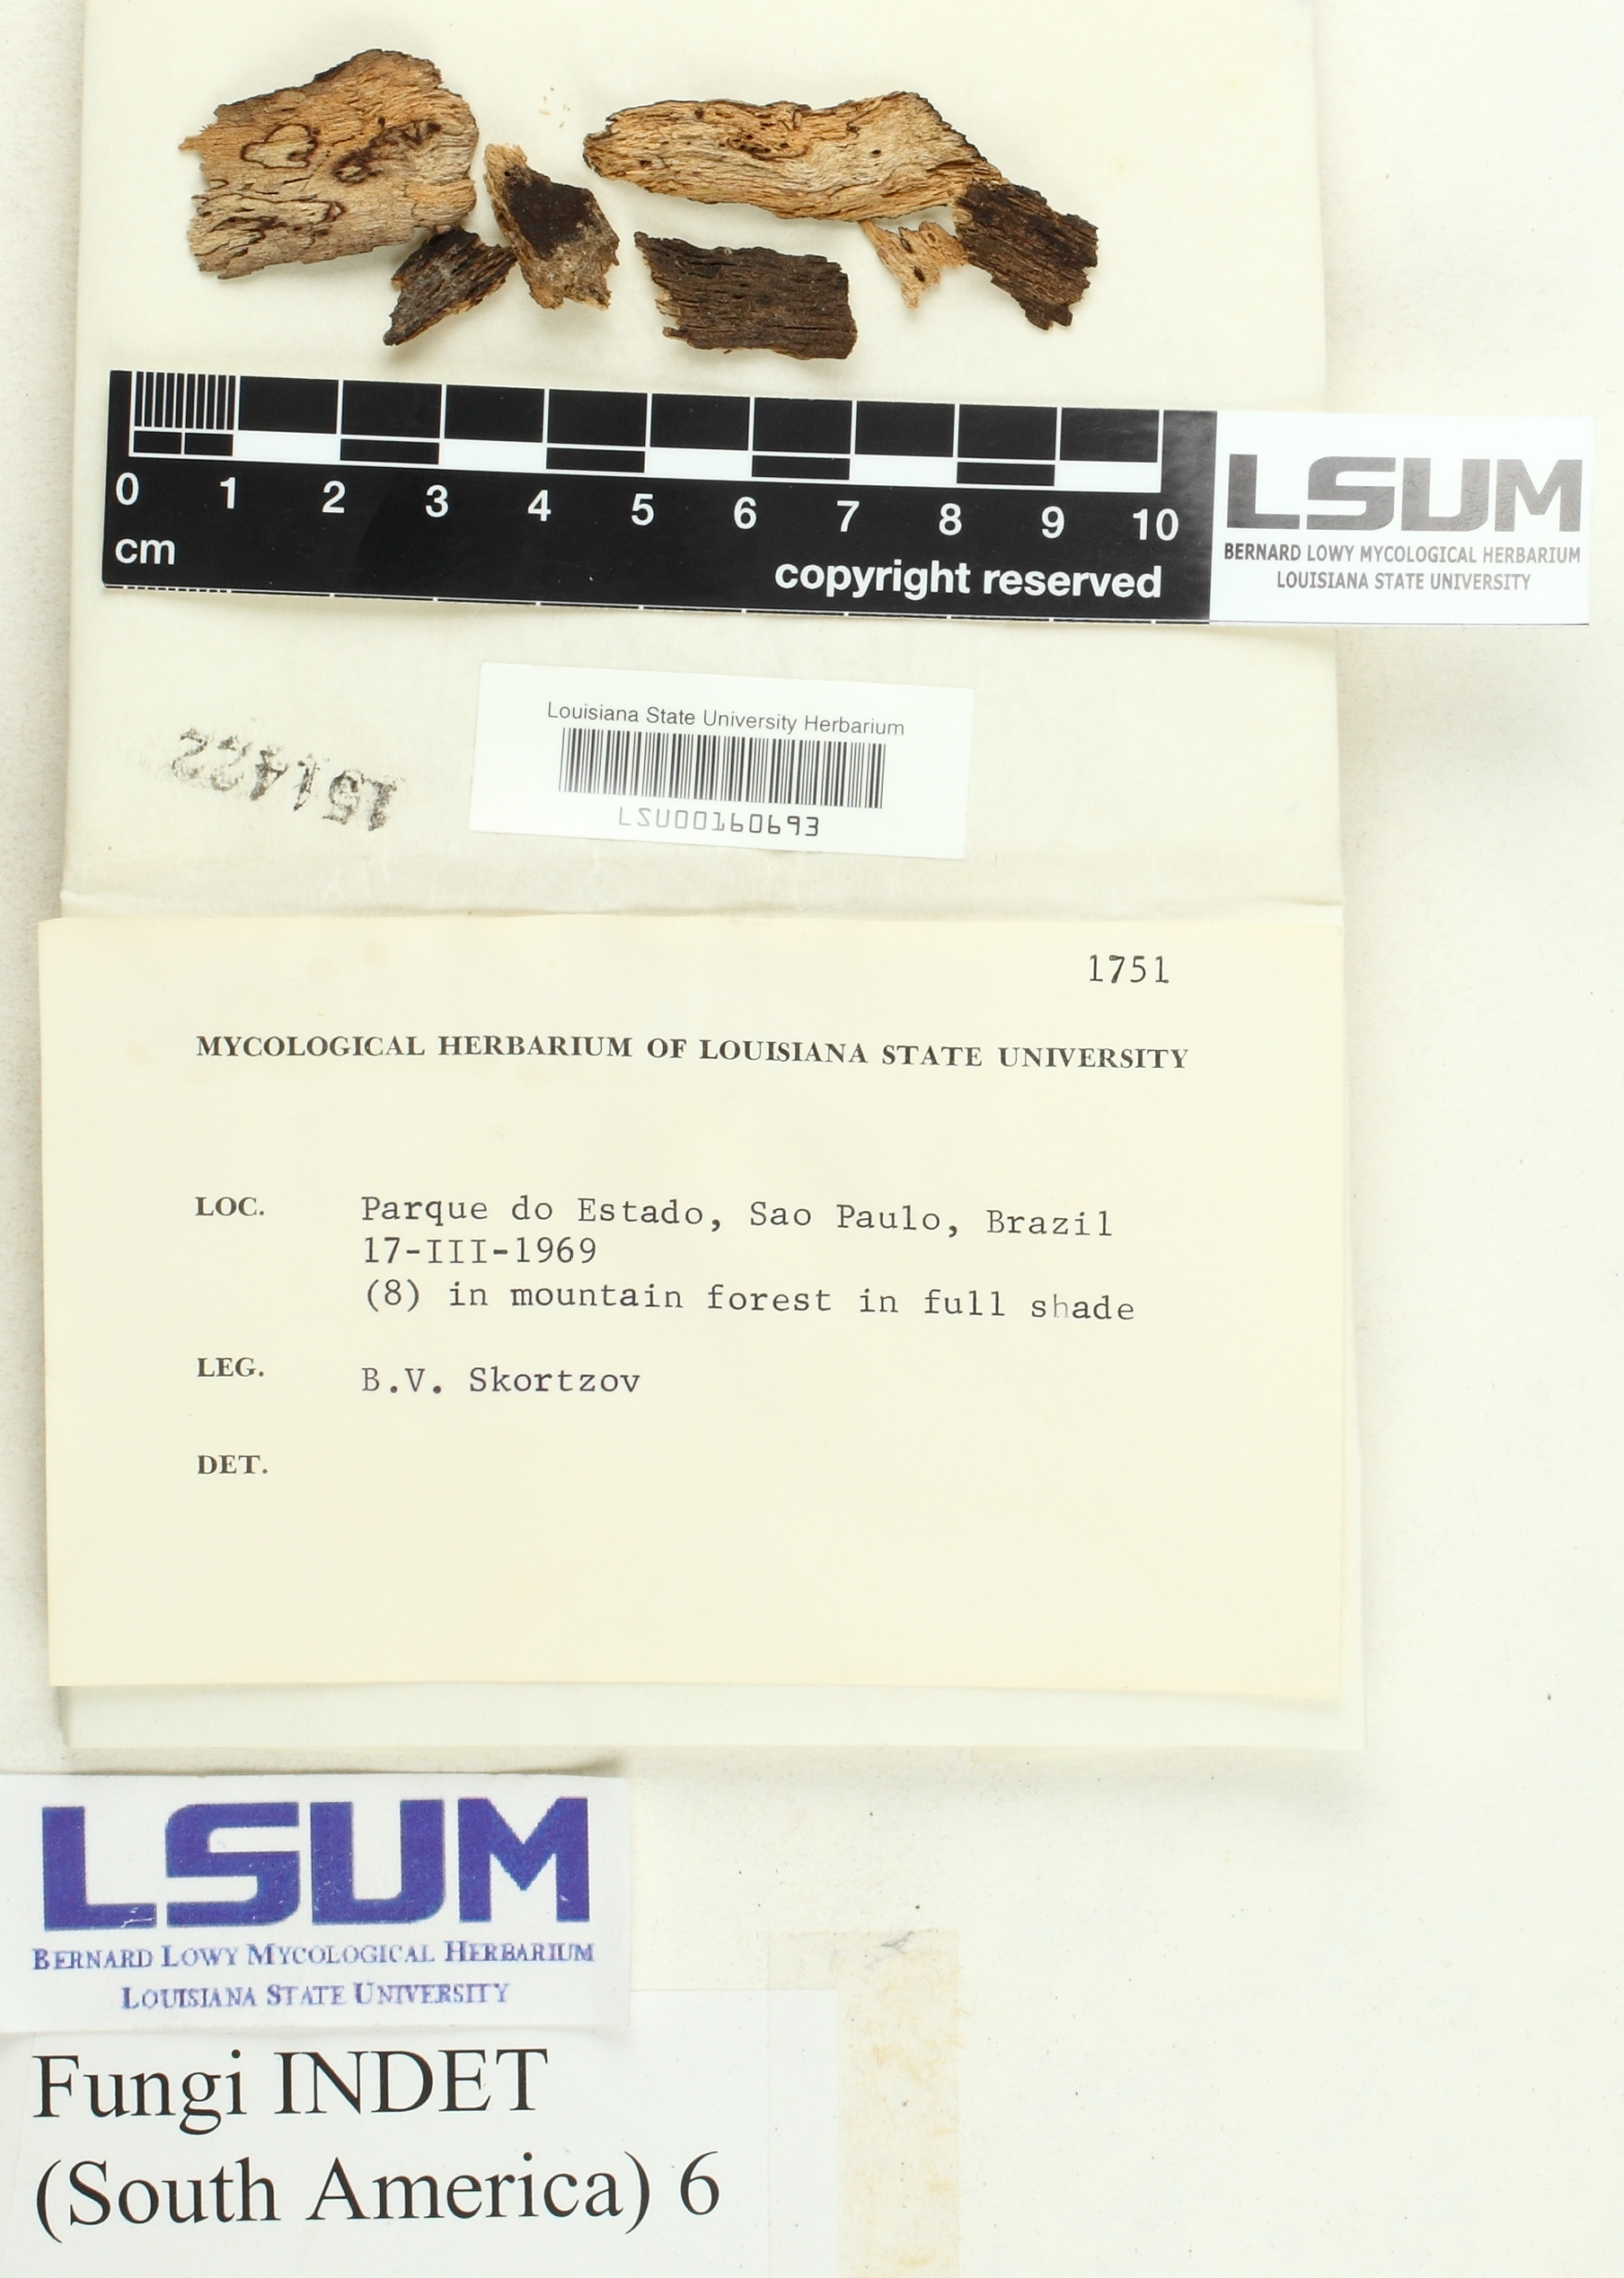 0 1 2 3 4 5 6 7 8 9 10
cm
copyright reserved
LSUM
BERNARD LOWY MYCOLOGICAL HERBARIUM
LOUISIANA STATE UNIVERSITY
Louisiana State University Herbarium
LSU00160693
151422
1751
MYCOLOGICAL HERBARIUM OF LOUISIANA STATE UNIVERSITY
LOC. Parque do Estado, Sao Paulo, Brazil
17-III-1969
(8) in mountain forest in full shade
LEG. B.V. Skortzov
DET.
LSUM
BERNARD LOWY MYCOLOGICAL HERBARIUM
LOUISIANA STATE UNIVERSITY
Fungi INDET
(South America) 6